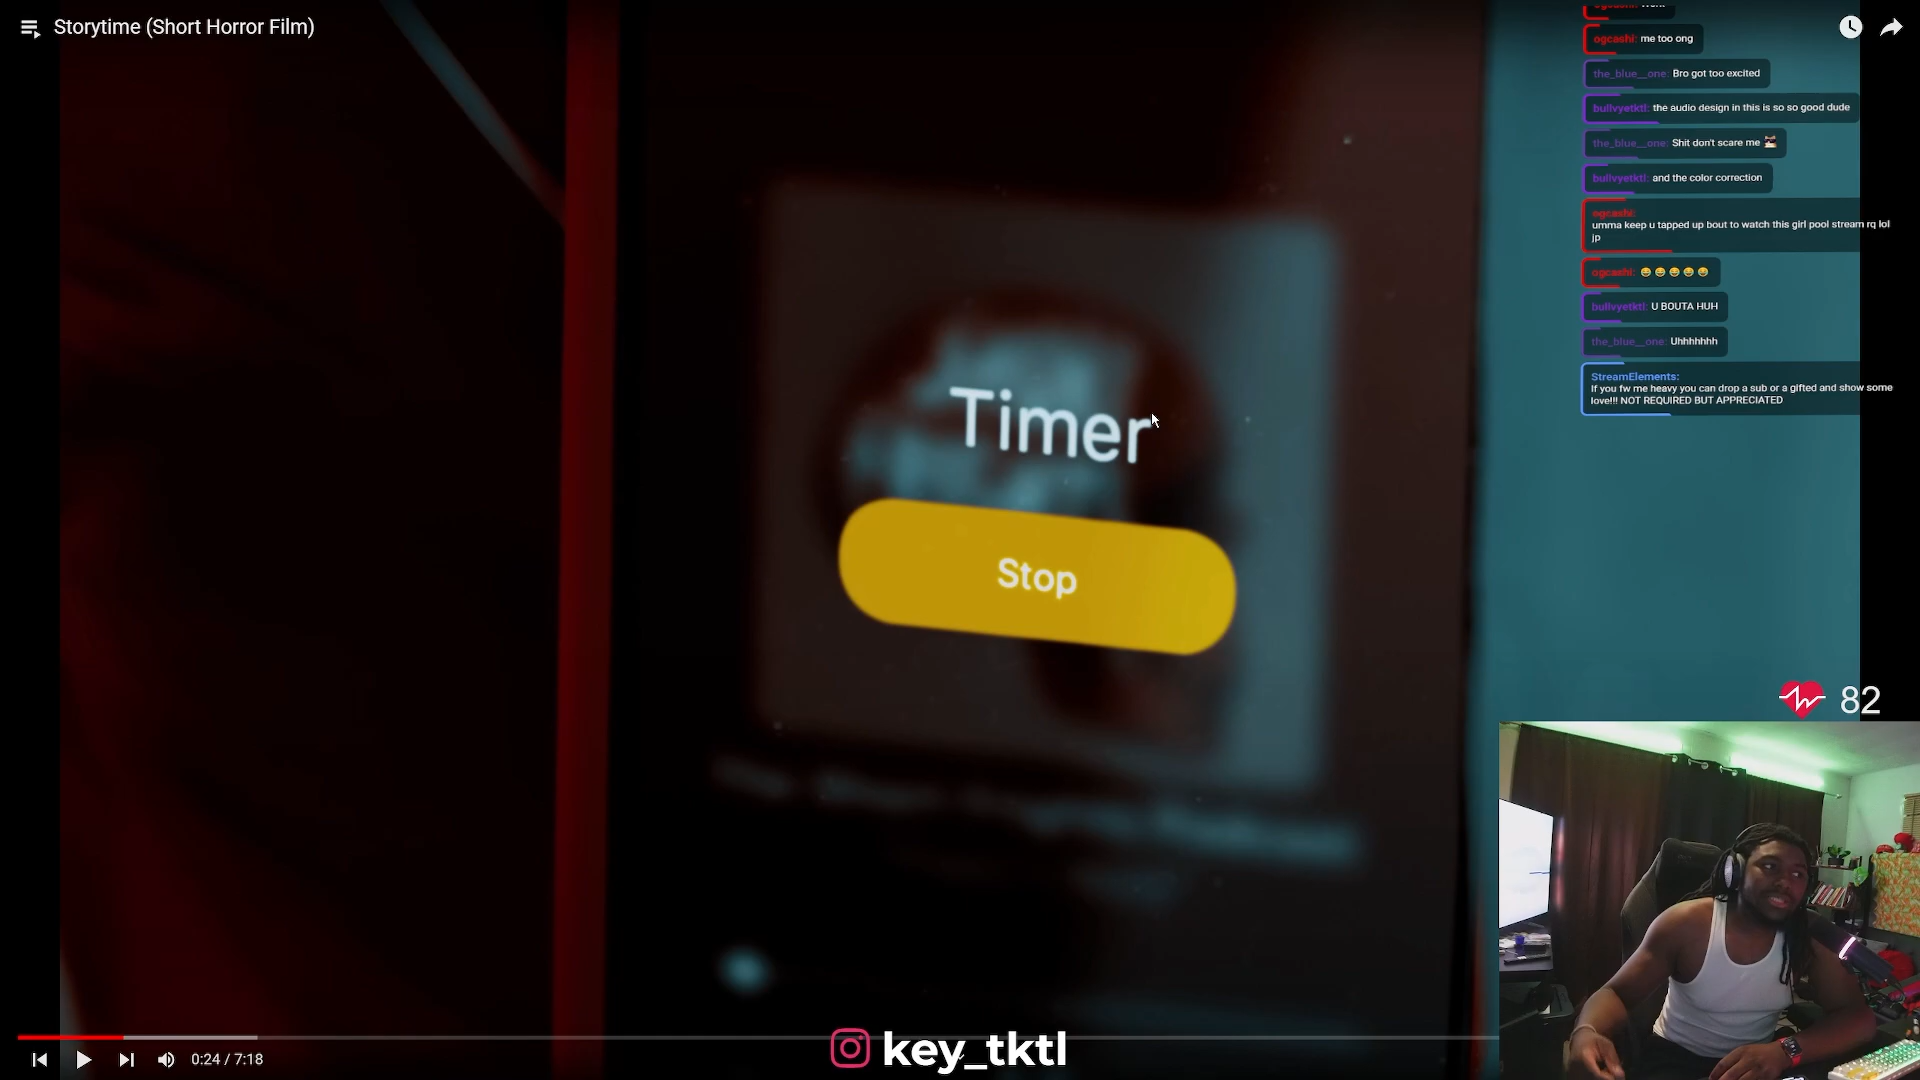 Storytime (Short Horror Film)
ogcashi: me too ong
the_blue__one: Bro got too excited
bullvyetktl: the audio design in this is so so good dude
the_blue__one: Shit don't scare me
bullvyetktl: and the color correction
ogcashi:
umma keep u tapped up bout to watch this girl pool stream rq lol
jp
ogcashi: 😄😄😄😄😄
bullvyetktl: U BOUTA HUH
the_blue__one: Uhhhhhhh
StreamElements:
If you fw me heavy you can drop a sub or a gifted and show some
love!!! NOT REQUIRED BUT APPRECIATED
Timer
Stop
82
0:24 / 7:18
key_tktl